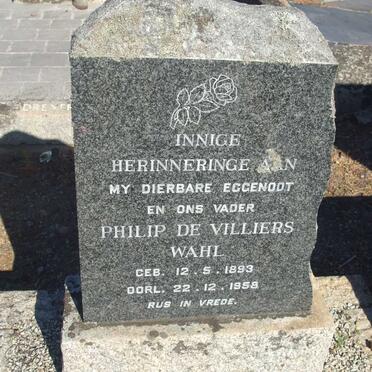 DREYER
INNIGE
HERINNERINGE AAN
MY DIERBARE EGGENOOT
EN ONS VADER
PHILIP DE VILLIERS
WAHL
GEB. 12.5.1893
OORL. 22.12.1958
RUS IN VREDE.